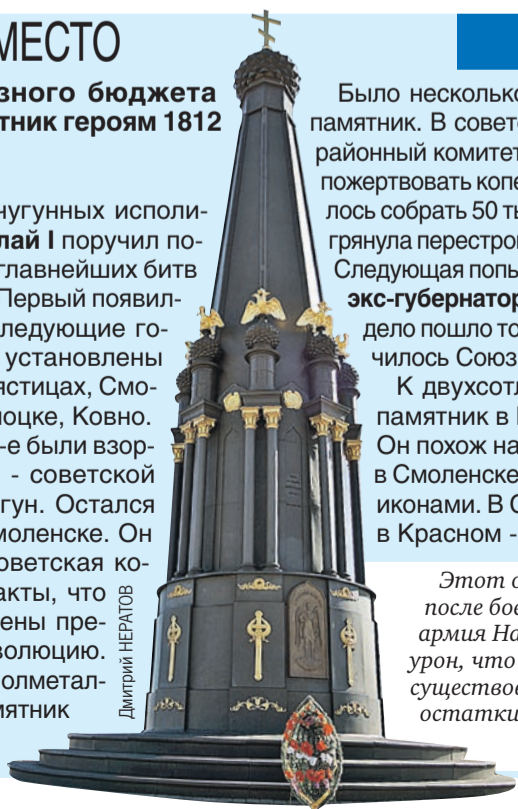 МЕСТО
зного бюджета
тник героям 1812
чугунных исполи-
лай I поручил по-
главнейших битв
Первый появил-
ледующие го-
установлены
ястицах, Смо-
лоцке, Ковно.
-е были взор-
- советской
гун. Остался
моленске. Он
оветская ко-
акты, что
ены пре-
волюцию.
олметал-
мятник
Дмитрий НЕРАТОВ
Было несколько
памятник. В советс
районный комитет
пожертвовать копе
лось собрать 50 ты
грянула перестрой
Следующая попы
экс-губернатор
дело пошло то
чилось Союз
К двухсотл
памятник в
Он похож на
в Смоленске
иконами. В С
в Красном -
Этот о
после бое
армия На
урон, что
существое
остатки